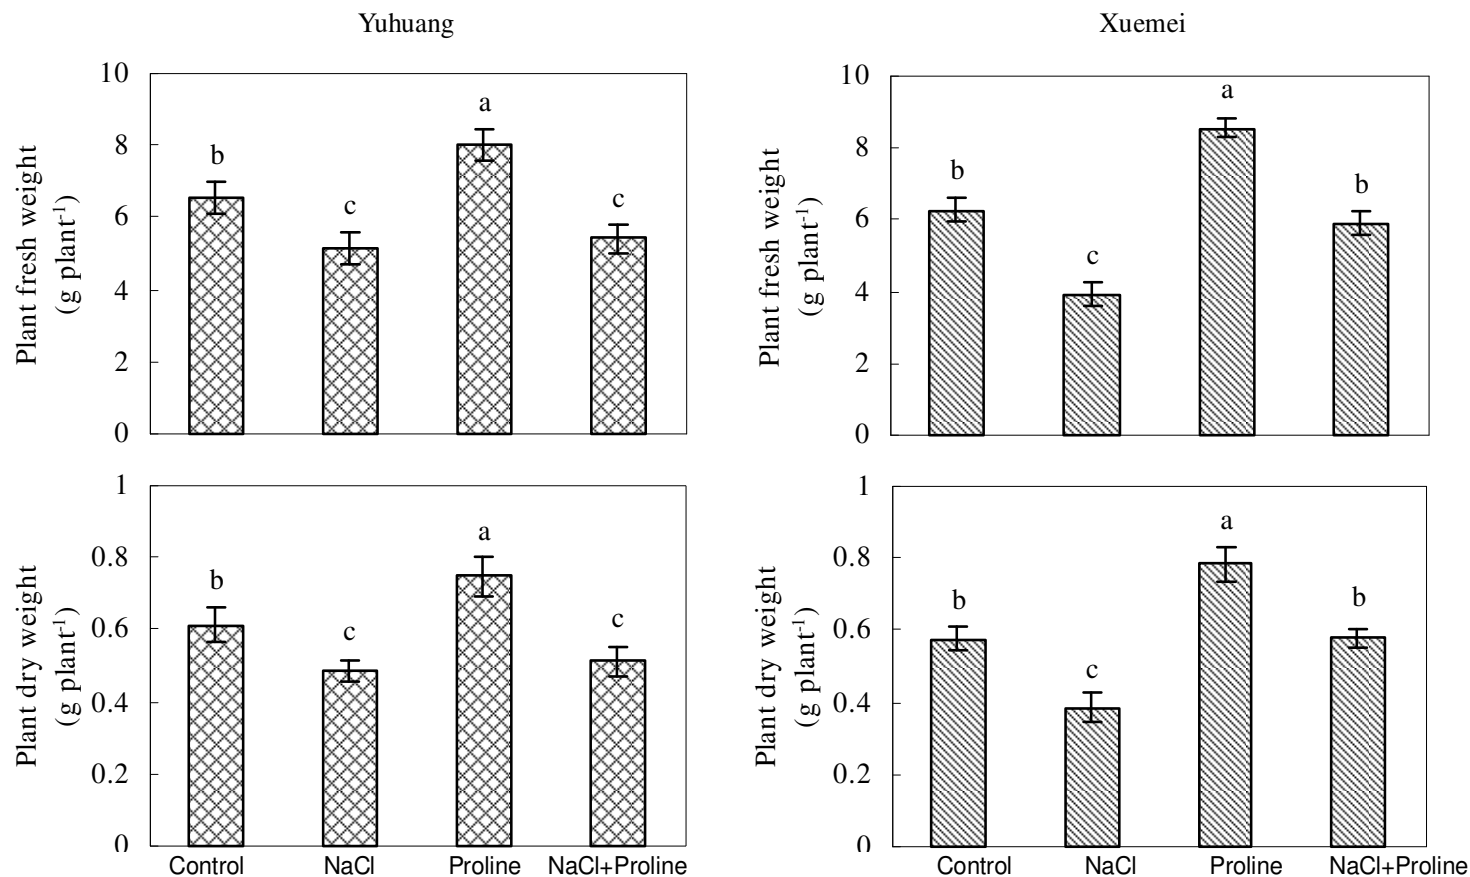 Yuhuang
Xuemei
Plant fresh weight
(g plant⁻¹)
10
8
6
4
2
0
b
c
a
c
Plant fresh weight
(g plant⁻¹)
10
8
6
4
2
0
b
c
a
b
Plant dry weight
(g plant⁻¹)
1
0.8
0.6
0.4
0.2
0
b
c
a
c
Control NaCl Proline NaCl+Proline
Plant dry weight
(g plant⁻¹)
1
0.8
0.6
0.4
0.2
0
b
c
a
b
Control NaCl Proline NaCl+Proline